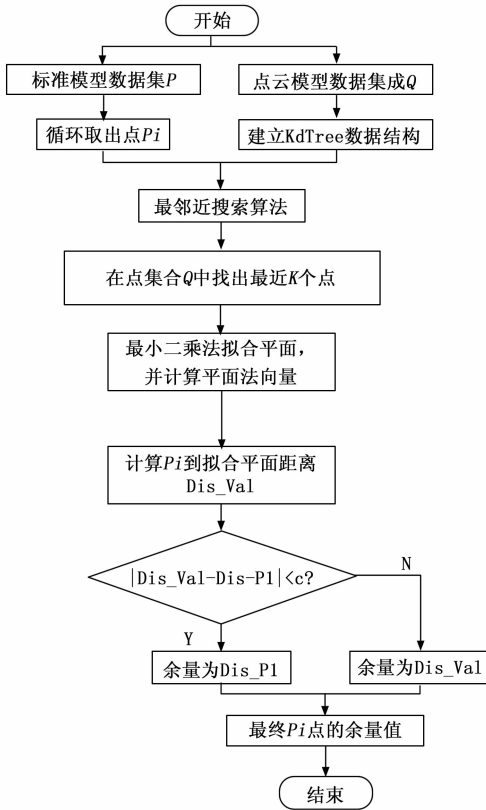 开始
标准模型数据集P
点云模型数据集成Q
循环取出点Pi
建立KdTree数据结构
最邻近搜索算法
在点集合Q中找出最近K个点
最小二乘法拟合平面，
并计算平面法向量
计算Pi到拟合平面距离
Dis_Val
|Dis_Val-Dis-P1|<c?
N
Y
余量为Dis_P1
余量为Dis_Val
最终Pi点的余量值
结束